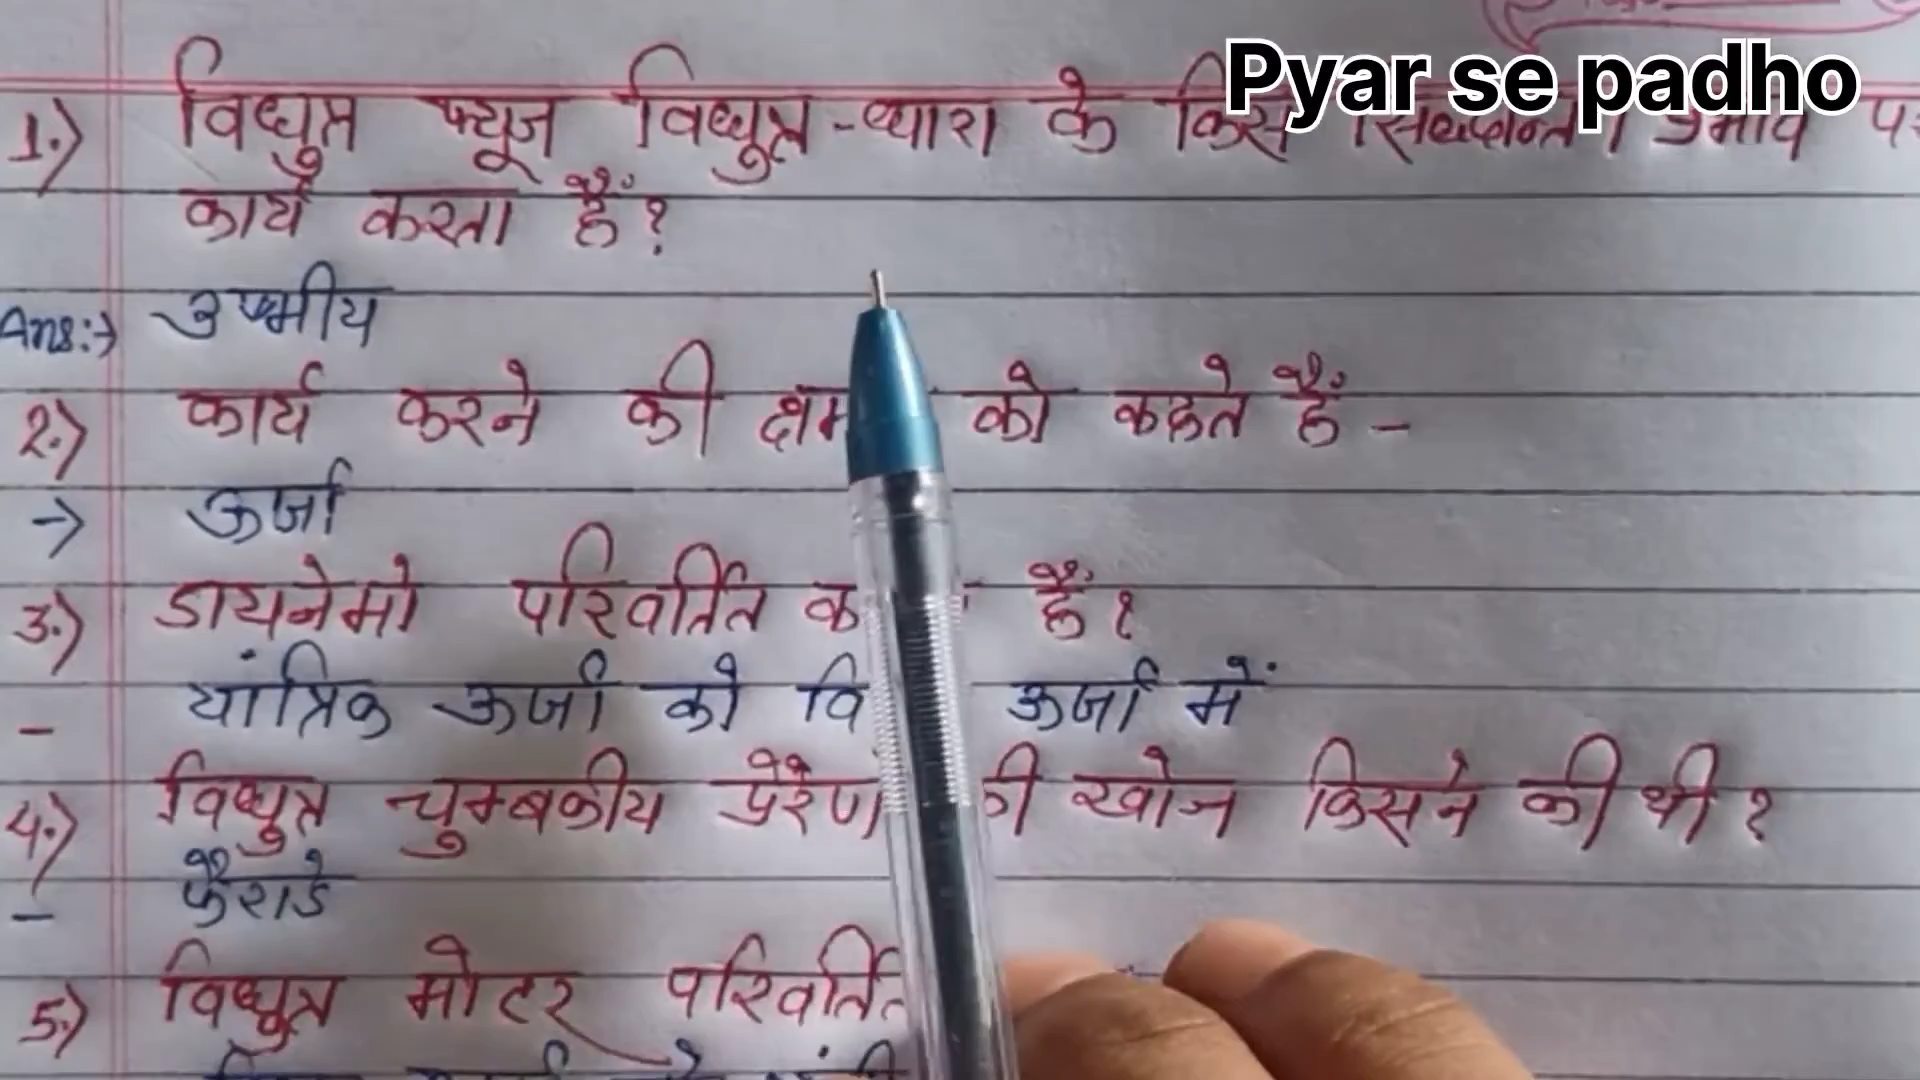 Pyar se padho
1.) विद्युत फ्यूज विद्युत-धारा के किस सिध्दान्त। प्रभाव पर
कार्य करता हैं?
Ans:→ उष्मीय
2.) कार्य करने की को कहते हैं -
→ ऊर्जा
3.) डायनेमो परिवर्तित हैं?
- यांत्रिक ऊर्जा को ऊर्जा में
4.) विद्युत चुम्बकीय की खोज किसने की थी?
- फैराडे
5.) विद्युत मोटर